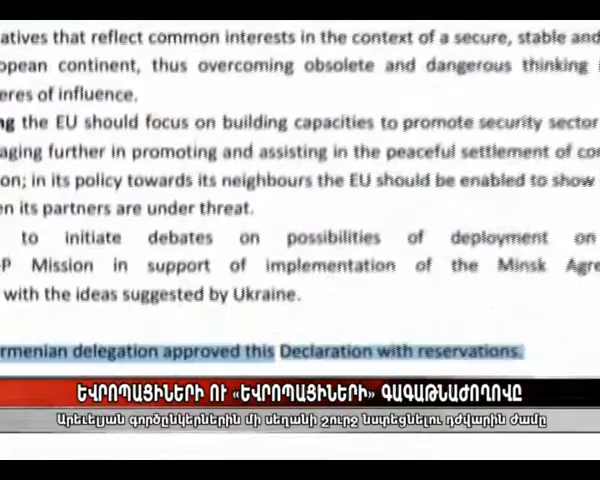 atives that reflect common interests in the context of a secure, stable and
opean continent, thus overcoming obsolete and dangerous thinking
eres of influence.
ng the EU should focus on building capacities to promote security sector
aging further in promoting and assisting in the peaceful settlement of con
on; in its policy towards its neighbours the EU should be enabled to show
en its partners are under threat.
to initiate debates on possibilities of deployment on
P Mission in support of implementation of the Minsk Agre
with the ideas suggested by Ukraine.
rmenian delegation approved this Declaration with reservations.
ԵՎՐՈՊԱՑԻՆԵՐԻ ՈՒ «ԵՎՐՈՊԱՑԻՆԵՐԻ» ԳԱԳԱԹՆԱԺՈՂՈՎԸ
Արևելյան գործընկերներին մի սեղանի շուրջ նստեցնելու դժվարին ժամը